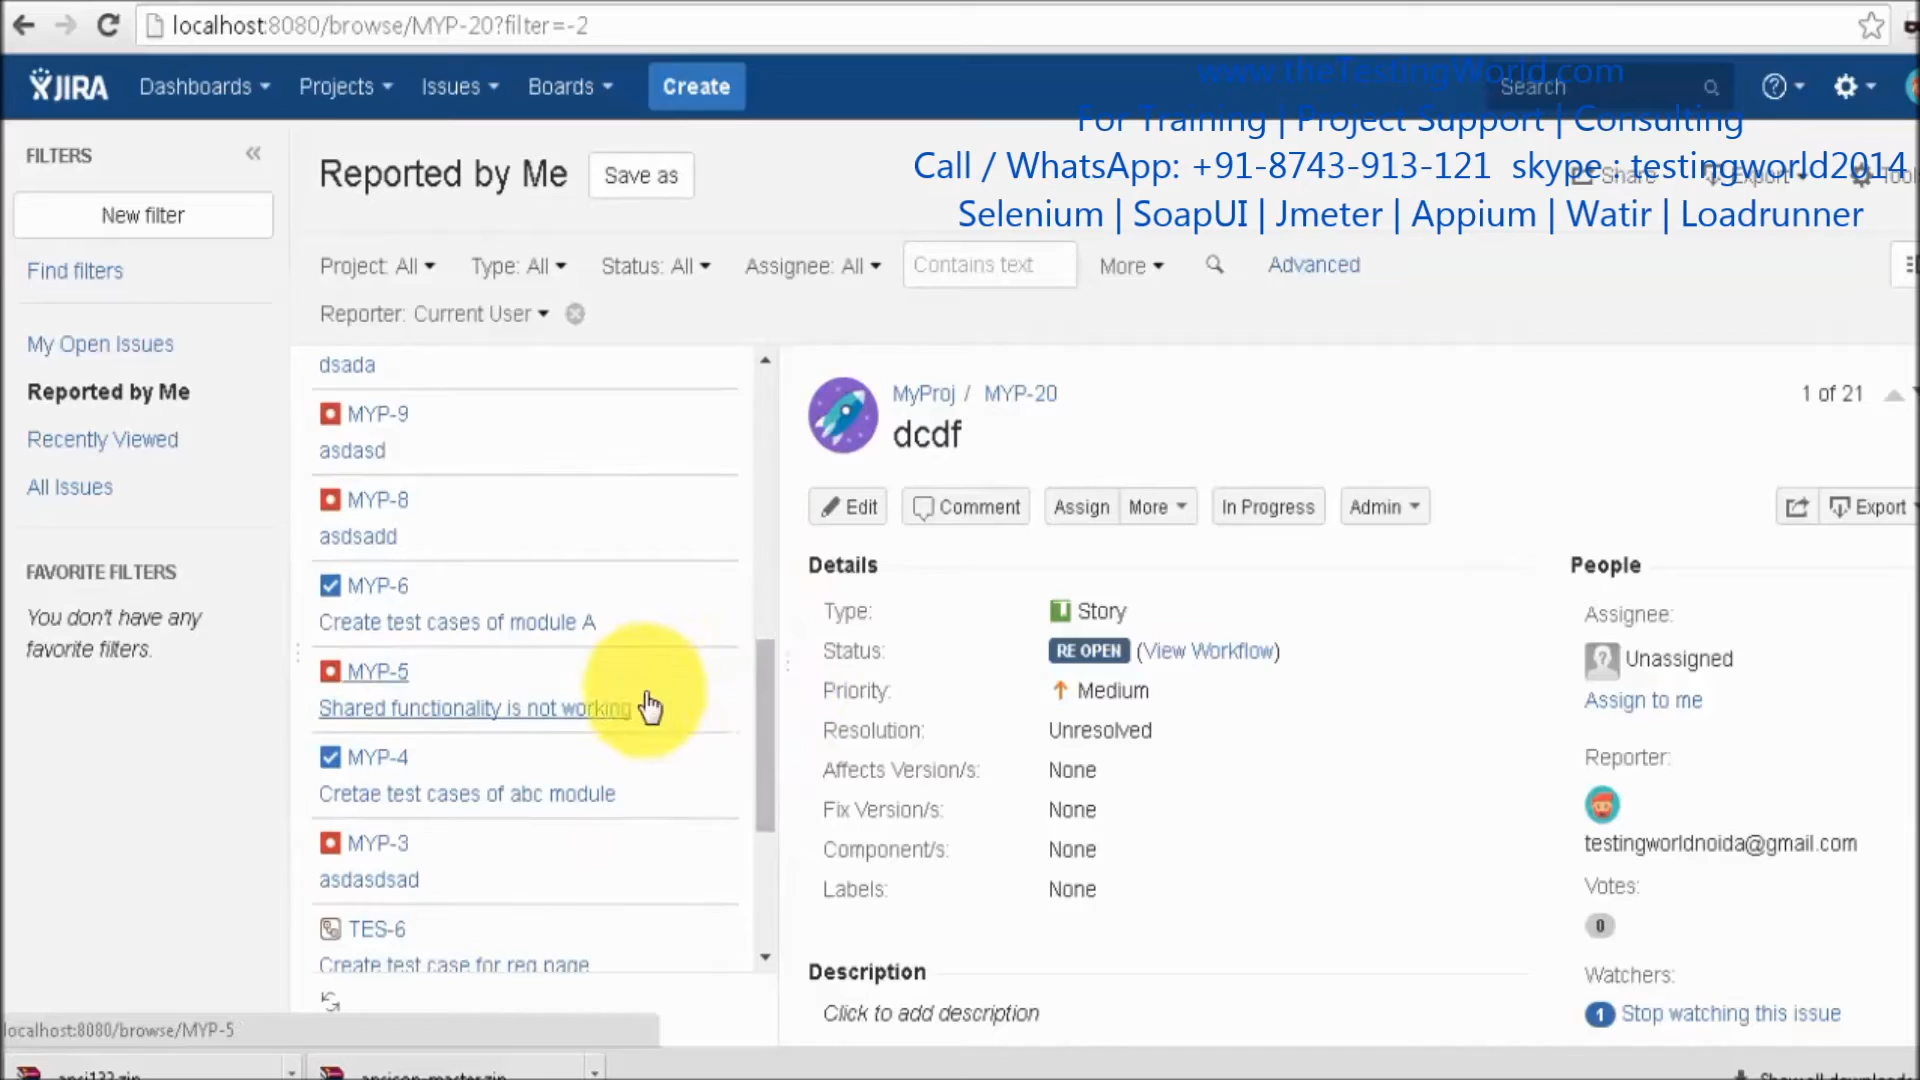 localhost:8080/browse/MYP-20?filter=-2
JIRA Dashboards Projects Issues Boards Create Search
www.theTestingWorld.com
For Training | Project Support | Consulting
Call / WhatsApp: +91-8743-913-121 skype : testingworld2014
Selenium | SoapUI | Jmeter | Appium | Watir | Loadrunner
FILTERS
New filter
Find filters
My Open Issues
Reported by Me
Recently Viewed
All Issues
FAVORITE FILTERS
You don't have any
favorite filters.
Reported by Me Save as Share Export
Project: All Type: All Status: All Assignee: All Contains text More Advanced
Reporter: Current User
dsada
MYP-9
asdasd
MYP-8
asdsadd
MYP-6
Create test cases of module A
MYP-5
Shared functionality is not working
MYP-4
Cretae test cases of abc module
MYP-3
asdasdsad
TES-6
Create test case for reg page
MyProj / MYP-20 1 of 21
dcdf
Edit Comment Assign More In Progress Admin Export
Details
Type: Story
Status: RE OPEN (View Workflow)
Priority: Medium
Resolution: Unresolved
Affects Version/s: None
Fix Version/s: None
Component/s: None
Labels: None
Description
Click to add description
People
Assignee:
Unassigned
Assign to me
Reporter:
testingworldnoida@gmail.com
Votes:
0
Watchers:
1 Stop watching this issue
localhost:8080/browse/MYP-5